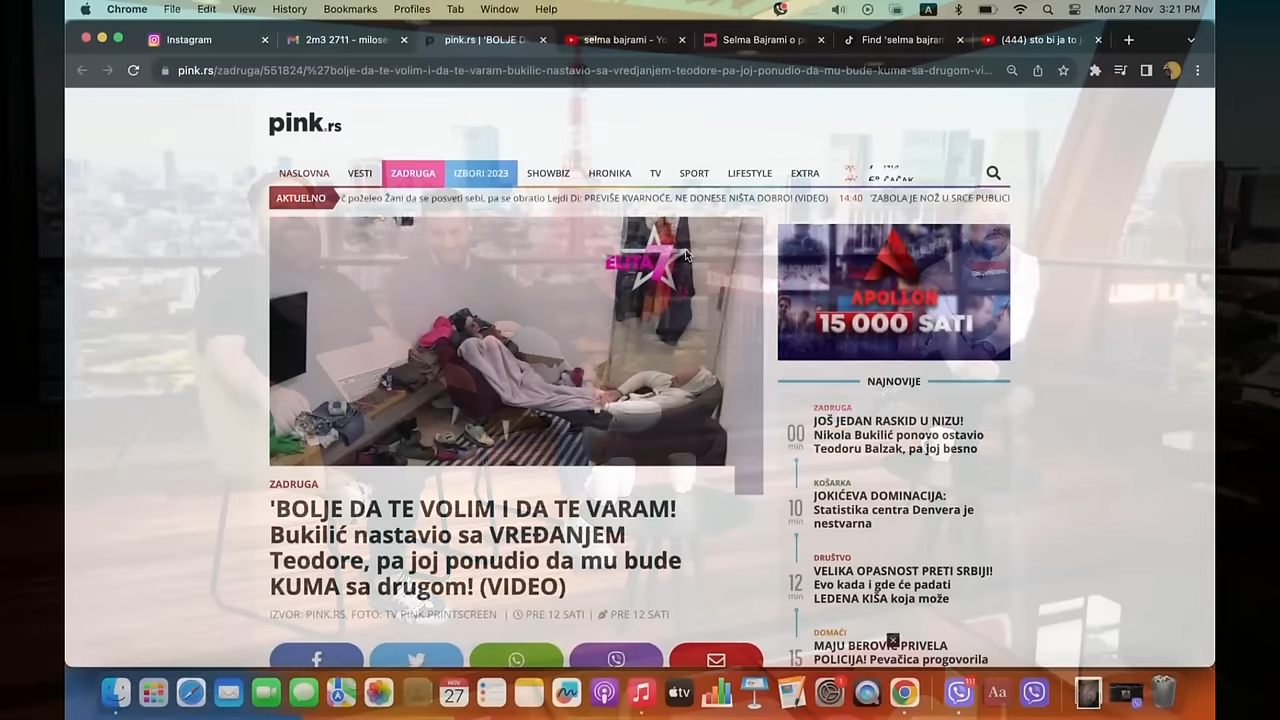 Chrome File Edit View History Bookmarks Profiles Tab Window Help A Mon 27 Nov 3:21 PM
Instagram × 2m3 2711 - milose × pink.rs | 'BOLJE D × selma bajrami - Yo × Selma Bajrami o p × Find 'selma bajran × (444) sto bi ja to j × +
pink.rs/zadruga/551824/%27bolje-da-te-volim-i-da-te-varam-bukilic-nastavio-sa-vredjanjem-teodore-pa-joj-ponudio-da-mu-bude-kuma-sa-drugom-vi...
pink.rs
NASLOVNA VESTI ZADRUGA IZBORI 2023 SHOWBIZ HRONIKA TV SPORT LIFESTYLE EXTRA
AKTUELNO č poželeo Žani da se posveti sebi, pa se obratio Lejdi Di: PREVIŠE KVARNOĆE, NE DONESE NIŠTA DOBRO! (VIDEO) 14:40 'ZABOLA JE NOŽ U SRCE PUBLICI
ELITA 7
APOLLON
15 000 SATI
NAJNOVIJE
ZADRUGA
00 min
JOŠ JEDAN RASKID U NIZU!
Nikola Bukilić ponovo ostavio
Teodoru Balzak, pa joj besno
KOŠARKA
10 min
JOKIĆEVA DOMINACIJA:
Statistika centra Denvera je
nestvarna
DRUŠTVO
12 min
VELIKA OPASNOST PRETI SRBIJI!
Evo kada i gde će padati
LEDENA KIŠA koja može
DOMAĆI
15
MAJU BEROVIĆ PRIVELA
POLICIJA! Pevačica progovorila
ZADRUGA
'BOLJE DA TE VOLIM I DA TE VARAM!
Bukilić nastavio sa VREĐANJEM
Teodore, pa joj ponudio da mu bude
KUMA sa drugom! (VIDEO)
IZVOR: PINK.RS, FOTO: TV PINK PRINTSCREEN | PRE 12 SATI | PRE 12 SATI
NOV
27
tv
Aa